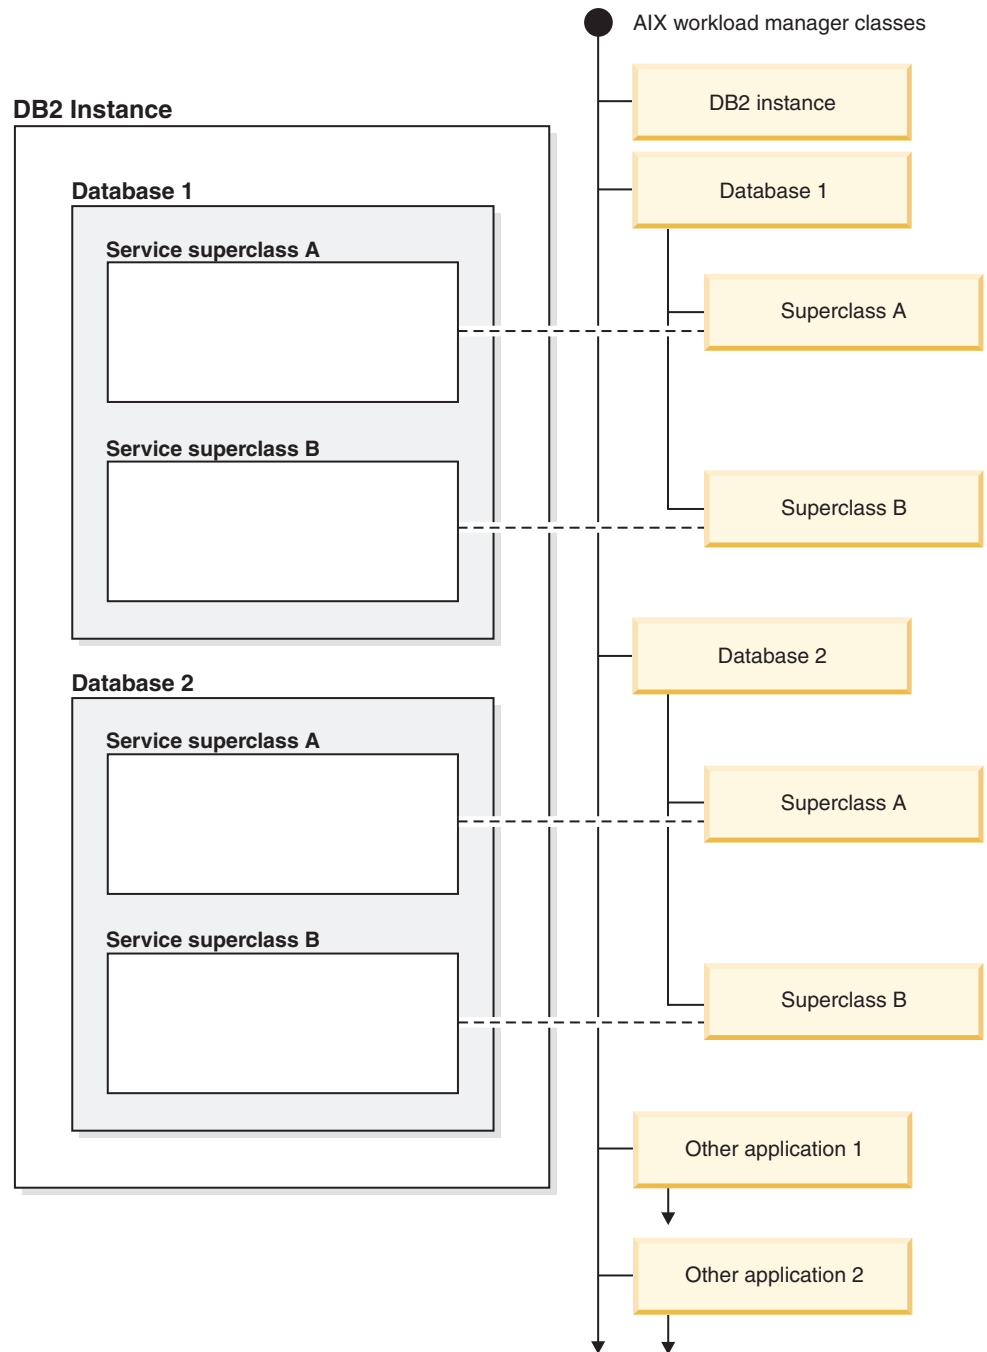 AIX workload manager classes
DB2 Instance
Database 1
Service superclass A
Service superclass B
Database 2
Service superclass A
Service superclass B
DB2 instance
Database 1
Superclass A
Superclass B
Database 2
Superclass A
Superclass B
Other application 1
Other application 2